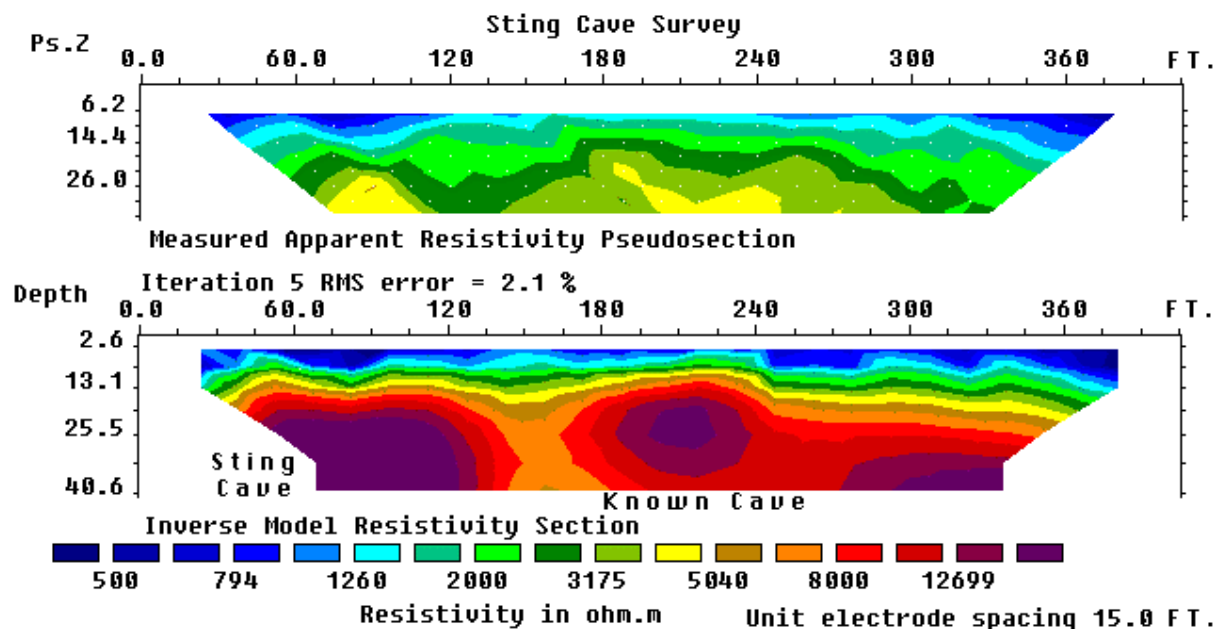 Sting Cave Survey
Ps.Z
0.0 60.0 120 180 240 300 360 FT.
6.2
14.4
26.0
Measured Apparent Resistivity Pseudosection
Iteration 5 RMS error = 2.1 %
Depth
0.0 60.0 120 180 240 300 360 FT.
2.6
13.1
25.5
40.6
Sting
Cave
Known Cave
Inverse Model Resistivity Section
500 794 1260 2000 3175 5040 8000 12699
Resistivity in ohm.m Unit electrode spacing 15.0 FT.